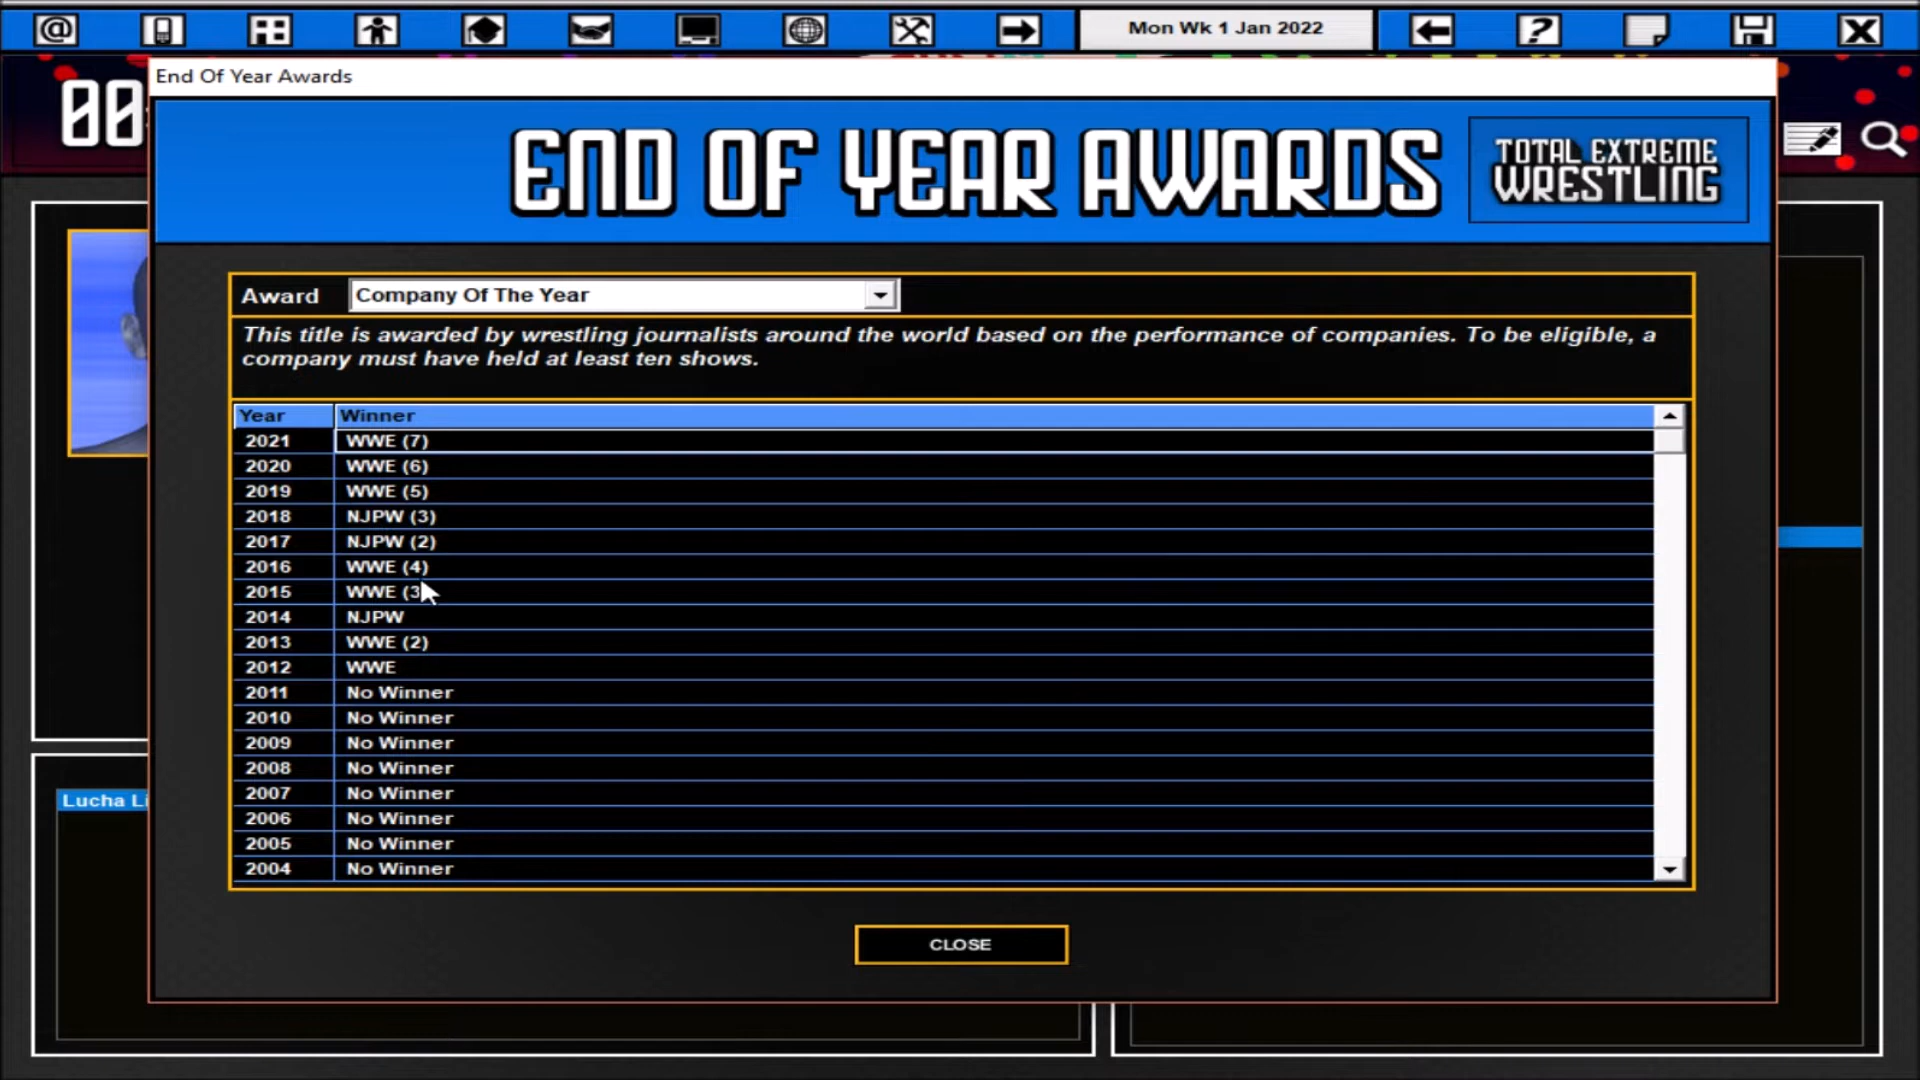 Mon Wk 1 Jan 2022
End Of Year Awards
00
END OF YEAR AWARDS
TOTAL EXTREME
WRESTLING
Award Company Of The Year
This title is awarded by wrestling journalists around the world based on the performance of companies. To be eligible, a
company must have held at least ten shows.
Year Winner
2021 WWE (7)
2020 WWE (6)
2019 WWE (5)
2018 NJPW (3)
2017 NJPW (2)
2016 WWE (4)
2015 WWE (3
2014 NJPW
2013 WWE (2)
2012 WWE
2011 No Winner
2010 No Winner
2009 No Winner
2008 No Winner
2007 No Winner
Lucha Li
2006 No Winner
2005 No Winner
2004 No Winner
CLOSE